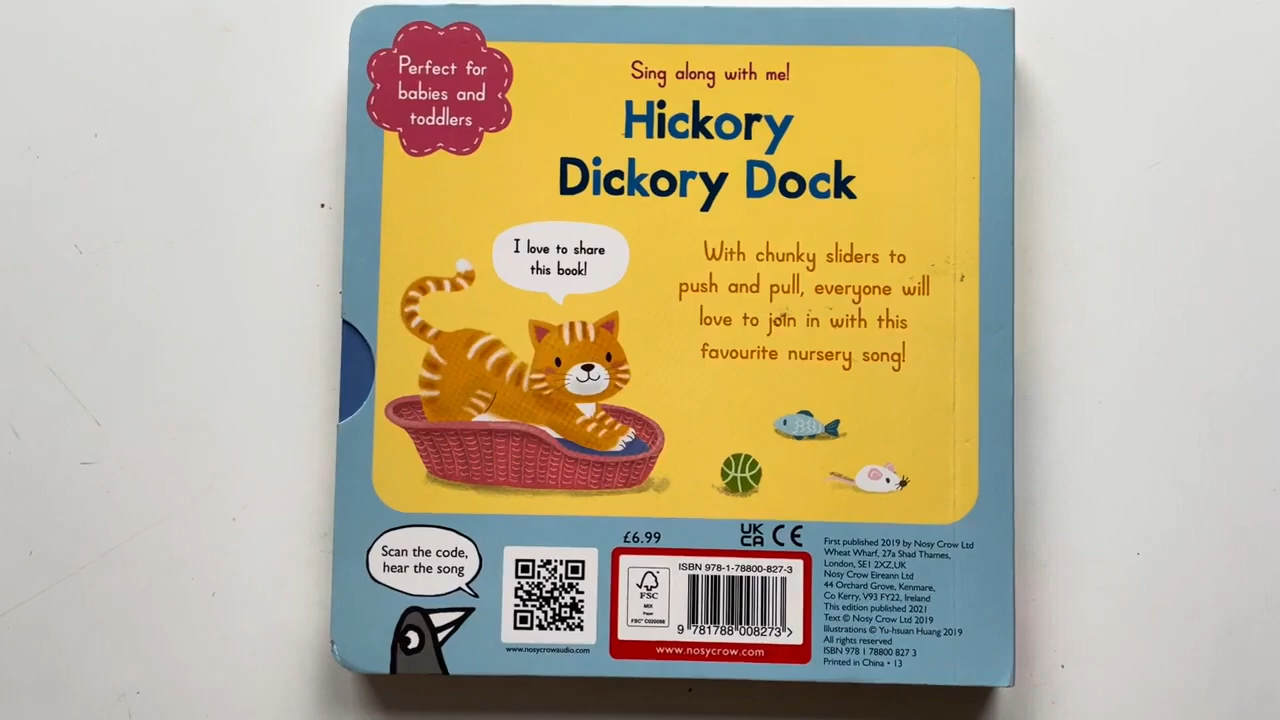 Perfect for
babies and
toddlers
Sing along with me!
Hickory
Dickory Dock
I love to share
this book!
With chunky sliders to
push and pull, everyone will
love to join in with this
favourite nursery song!
Scan the code,
hear the song
www.nosycrowaudio.com
£6.99
UK
CA CE
ISBN 978-1-78800-827-3
FSC
MIX
Paper
FSC® C020056
9 781788 008273 >
www.nosycrow.com
First published 2019 by Nosy Crow Ltd
Wheat Wharf, 27a Shad Thames,
London, SE1 2XZ, UK
Nosy Crow Eireann Ltd
44 Orchard Grove, Kenmare,
Co Kerry, V93 FY22, Ireland
This edition published 2021
Text © Nosy Crow Ltd 2019
Illustrations © Yu-hsuan Huang 2019
All rights reserved
ISBN 978 1 78800 827 3
Printed in China • 13